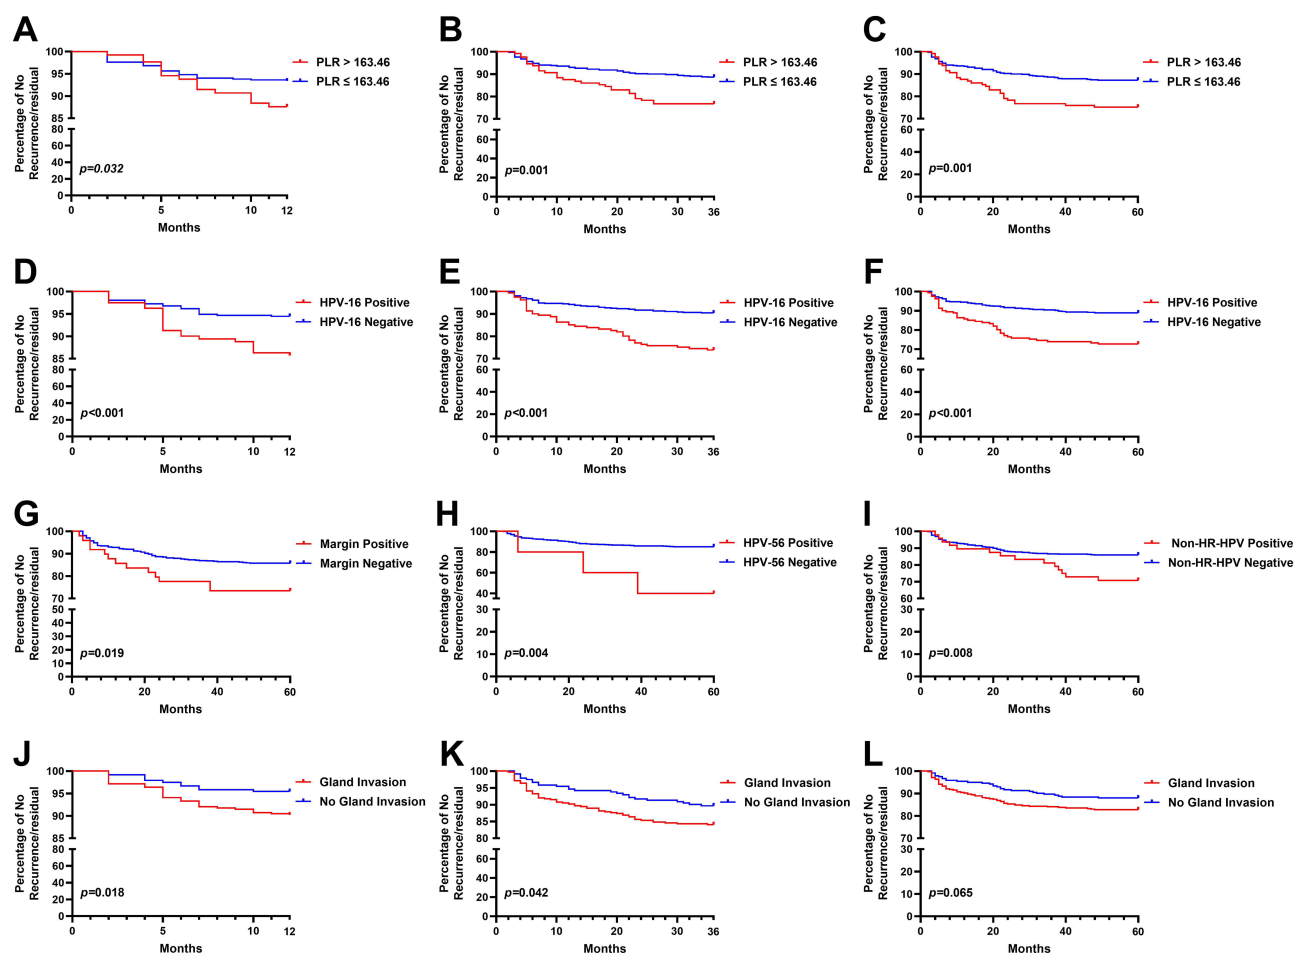 A
Percentage of No
Recurrence/residual
100
95
90
85
80
60
40
20
0
0 5 10 12
Months
p=0.032
PLR > 163.46
PLR ≤ 163.46
B
Percentage of No
Recurrence/residual
100
90
80
70
60
40
20
0
0 10 20 30 36
Months
p=0.001
PLR > 163.46
PLR ≤ 163.46
C
Percentage of No
Recurrence/residual
100
90
80
70
60
40
20
0
0 20 40 60
Months
p=0.001
PLR > 163.46
PLR ≤ 163.46
D
Percentage of No
Recurrence/residual
100
95
90
85
80
60
40
20
0
0 5 10 12
Months
p<0.001
HPV-16 Positive
HPV-16 Negative
E
Percentage of No
Recurrence/residual
100
90
80
70
60
40
20
0
0 10 20 30 36
Months
p<0.001
HPV-16 Positive
HPV-16 Negative
F
Percentage of No
Recurrence/residual
100
90
80
70
60
40
20
0
0 20 40 60
Months
p<0.001
HPV-16 Positive
HPV-16 Negative
G
Percentage of No
Recurrence/residual
100
90
80
70
50
40
30
20
10
0
0 20 40 60
Months
p=0.019
Margin Positive
Margin Negative
H
Percentage of No
Recurrence/residual
100
80
60
40
30
20
10
0
0 20 40 60
Months
p=0.004
HPV-56 Positive
HPV-56 Negative
I
Percentage of No
Recurrence/residual
100
90
80
70
60
30
20
10
0
0 20 40 60
Months
p=0.008
Non-HR-HPV Positive
Non-HR-HPV Negative
J
Percentage of No
Recurrence/residual
100
95
90
85
80
60
40
20
0
0 5 10 12
Months
p=0.018
Gland Invasion
No Gland Invasion
K
Percentage of No
Recurrence/residual
100
95
90
85
80
60
40
20
0
0 10 20 30 36
Months
p=0.042
Gland Invasion
No Gland Invasion
L
Percentage of No
Recurrence/residual
100
90
80
70
30
20
10
0
0 20 40 60
Months
p=0.065
Gland Invasion
No Gland Invasion